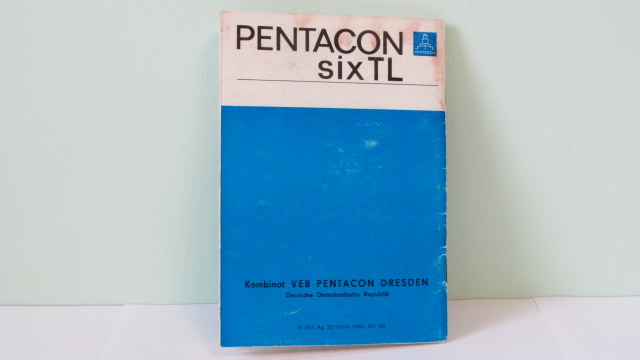 PENTACON
PENTACON
sixTL
Kombinat VEB PENTACON DRESDEN
Deutsche Demokratische Republik